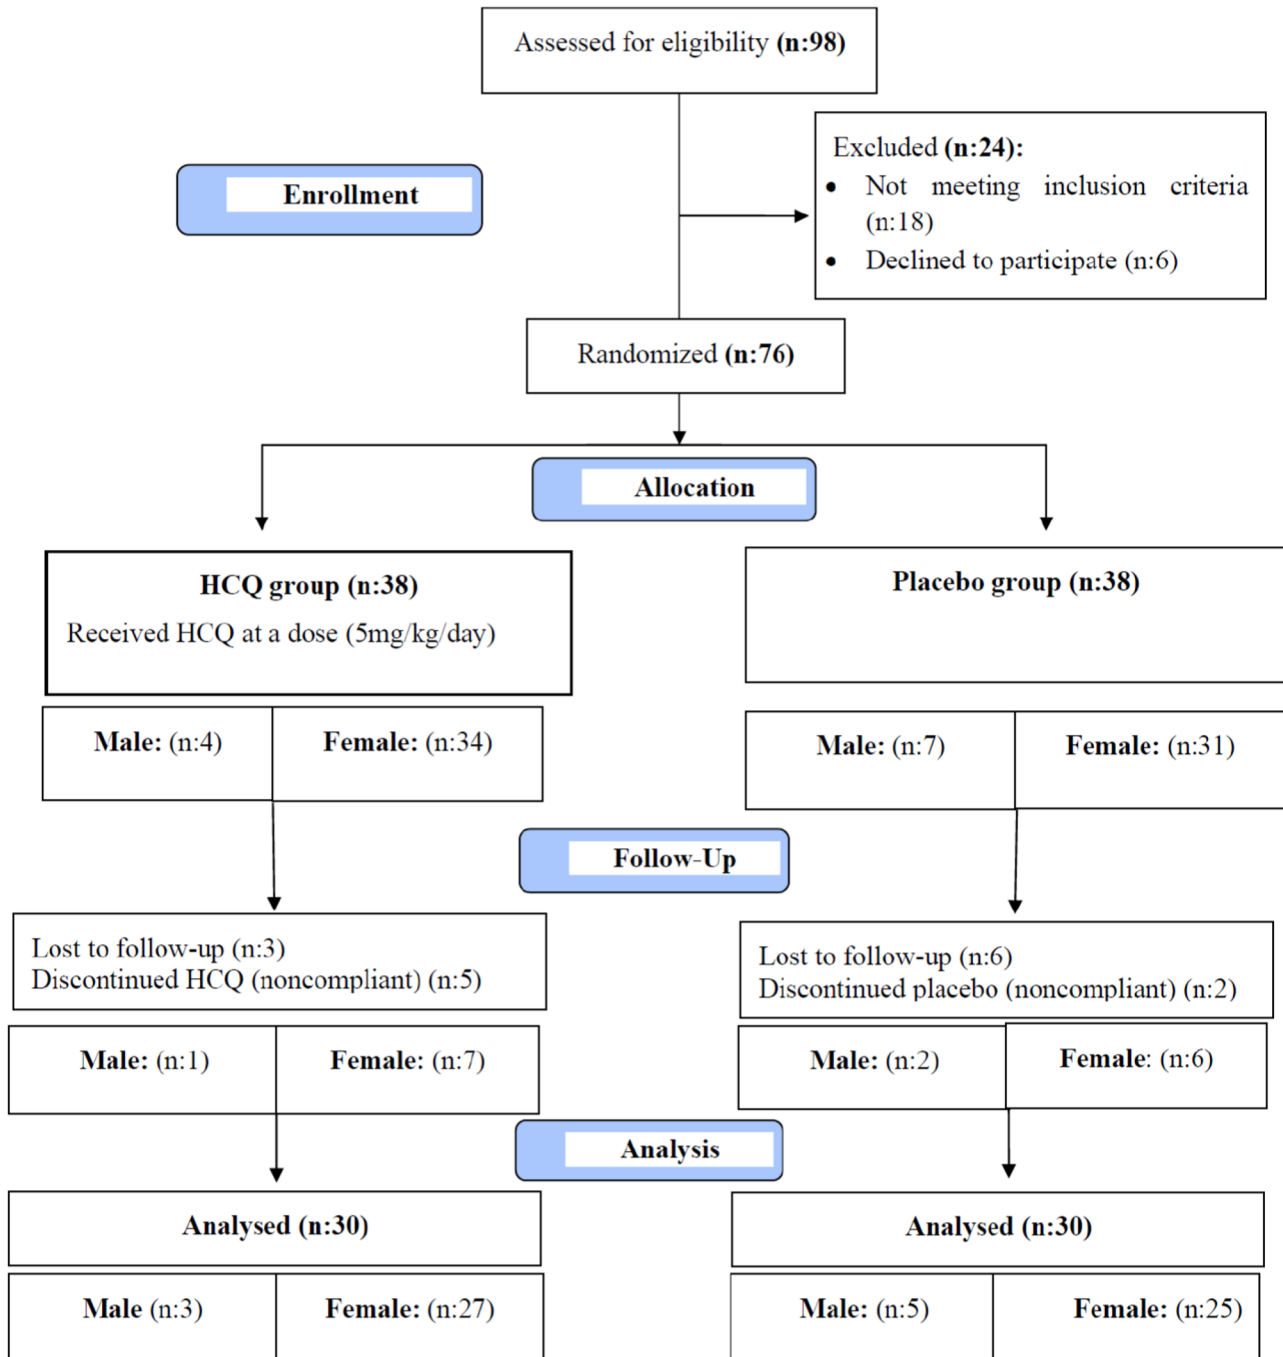 Assessed for eligibility (n:98)
Excluded (n:24):
• Not meeting inclusion criteria
(n:18)
• Declined to participate (n:6)
Enrollment
Randomized (n:76)
Allocation
HCQ group (n:38)
Received HCQ at a dose (5mg/kg/day)
Placebo group (n:38)
Male: (n:4)
Female: (n:34)
Male: (n:7)
Female: (n:31)
Follow-Up
Lost to follow-up (n:3)
Discontinued HCQ (noncompliant) (n:5)
Lost to follow-up (n:6)
Discontinued placebo (noncompliant) (n:2)
Male: (n:1)
Female: (n:7)
Male: (n:2)
Female: (n:6)
Analysis
Analysed (n:30)
Analysed (n:30)
Male (n:3)
Female: (n:27)
Male: (n:5)
Female: (n:25)